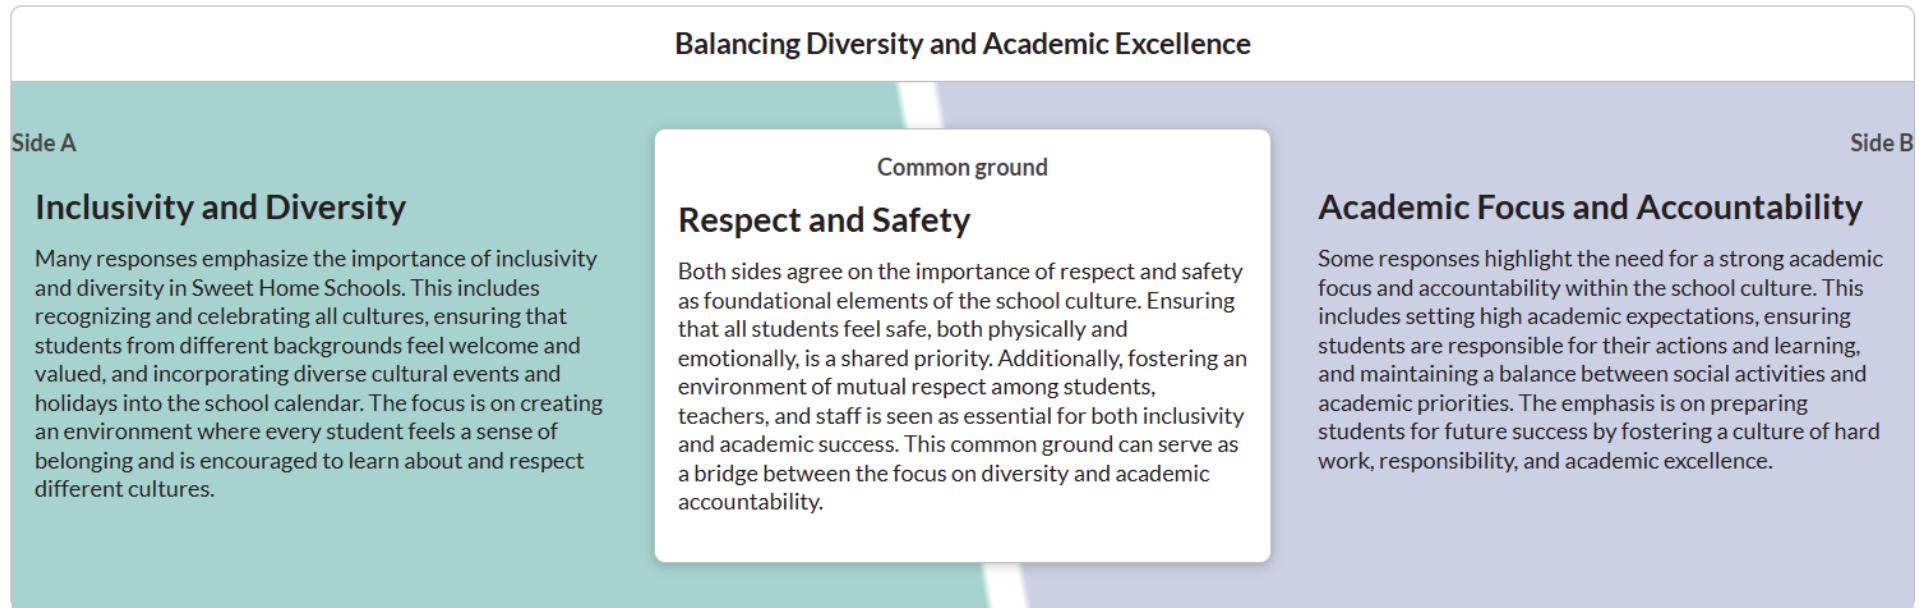 Balancing Diversity and Academic Excellence
Side A
Inclusivity and Diversity
Many responses emphasize the importance of inclusivity
and diversity in Sweet Home Schools. This includes
recognizing and celebrating all cultures, ensuring that
students from different backgrounds feel welcome and
valued, and incorporating diverse cultural events and
holidays into the school calendar. The focus is on creating
an environment where every student feels a sense of
belonging and is encouraged to learn about and respect
different cultures.
Common ground
Respect and Safety
Both sides agree on the importance of respect and safety
as foundational elements of the school culture. Ensuring
that all students feel safe, both physically and
emotionally, is a shared priority. Additionally, fostering an
environment of mutual respect among students,
teachers, and staff is seen as essential for both inclusivity
and academic success. This common ground can serve as
a bridge between the focus on diversity and academic
accountability.
Side B
Academic Focus and Accountability
Some responses highlight the need for a strong academic
focus and accountability within the school culture. This
includes setting high academic expectations, ensuring
students are responsible for their actions and learning,
and maintaining a balance between social activities and
academic priorities. The emphasis is on preparing
students for future success by fostering a culture of hard
work, responsibility, and academic excellence.